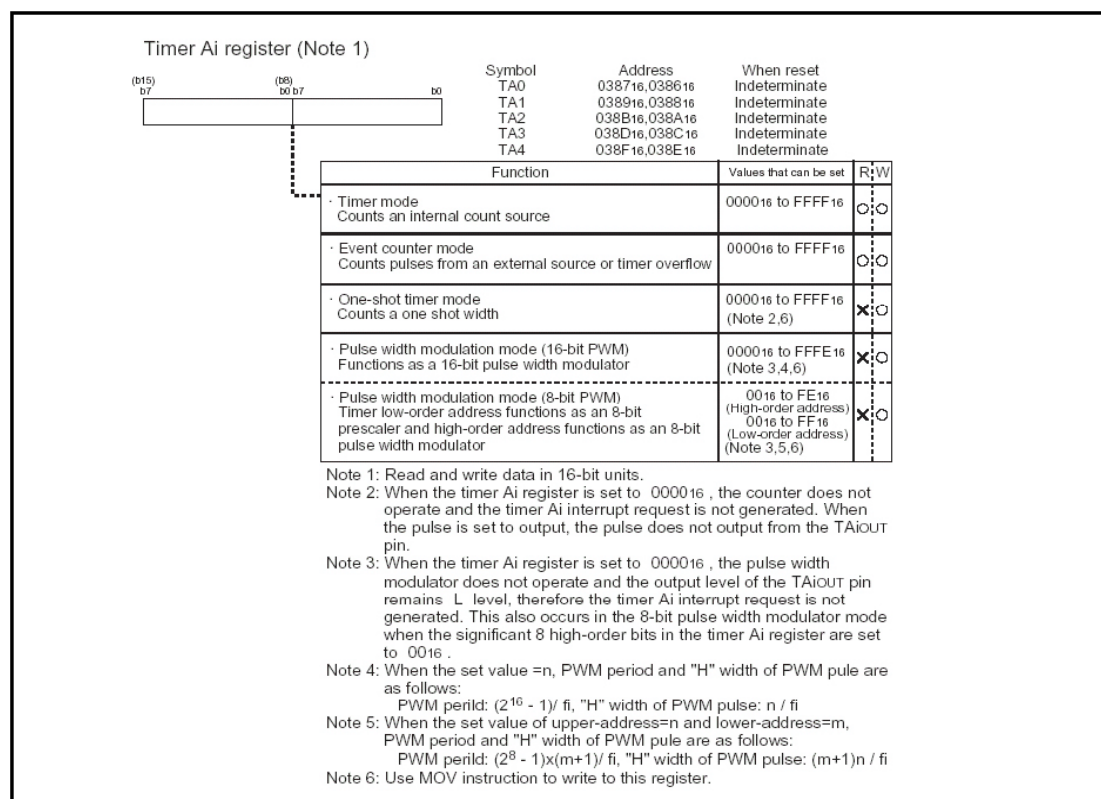 Timer Ai register (Note 1)
(b15) (b8)
b7 b0 b7 b0
Symbol Address When reset
TA0 038716,038616 Indeterminate
TA1 038916,038816 Indeterminate
TA2 038B16,038A16 Indeterminate
TA3 038D16,038C16 Indeterminate
TA4 038F16,038E16 Indeterminate
Function Values that can be set R W
· Timer mode 000016 to FFFF16
Counts an internal count source
· Event counter mode 000016 to FFFF16
Counts pulses from an external source or timer overflow
· One-shot timer mode 000016 to FFFF16
Counts a one shot width (Note 2,6)
· Pulse width modulation mode (16-bit PWM) 000016 to FFFE16
Functions as a 16-bit pulse width modulator (Note 3,4,6)
· Pulse width modulation mode (8-bit PWM) 0016 to FE16
Timer low-order address functions as an 8-bit (High-order address)
prescaler and high-order address functions as an 8-bit 0016 to FF16
pulse width modulator (Low-order address)
(Note 3,5,6)
Note 1: Read and write data in 16-bit units.
Note 2: When the timer Ai register is set to 000016 , the counter does not
operate and the timer Ai interrupt request is not generated. When
the pulse is set to output, the pulse does not output from the TAiOUT
pin.
Note 3: When the timer Ai register is set to 000016 , the pulse width
modulator does not operate and the output level of the TAiOUT pin
remains L level, therefore the timer Ai interrupt request is not
generated. This also occurs in the 8-bit pulse width modulator mode
when the significant 8 high-order bits in the timer Ai register are set
to 0016 .
Note 4: When the set value =n, PWM period and "H" width of PWM pule are
as follows:
PWM perild: (2^16 - 1)/ fi, "H" width of PWM pulse: n / fi
Note 5: When the set value of upper-address=n and lower-address=m,
PWM period and "H" width of PWM pule are as follows:
PWM perild: (2^8 - 1)x(m+1)/ fi, "H" width of PWM pulse: (m+1)n / fi
Note 6: Use MOV instruction to write to this register.